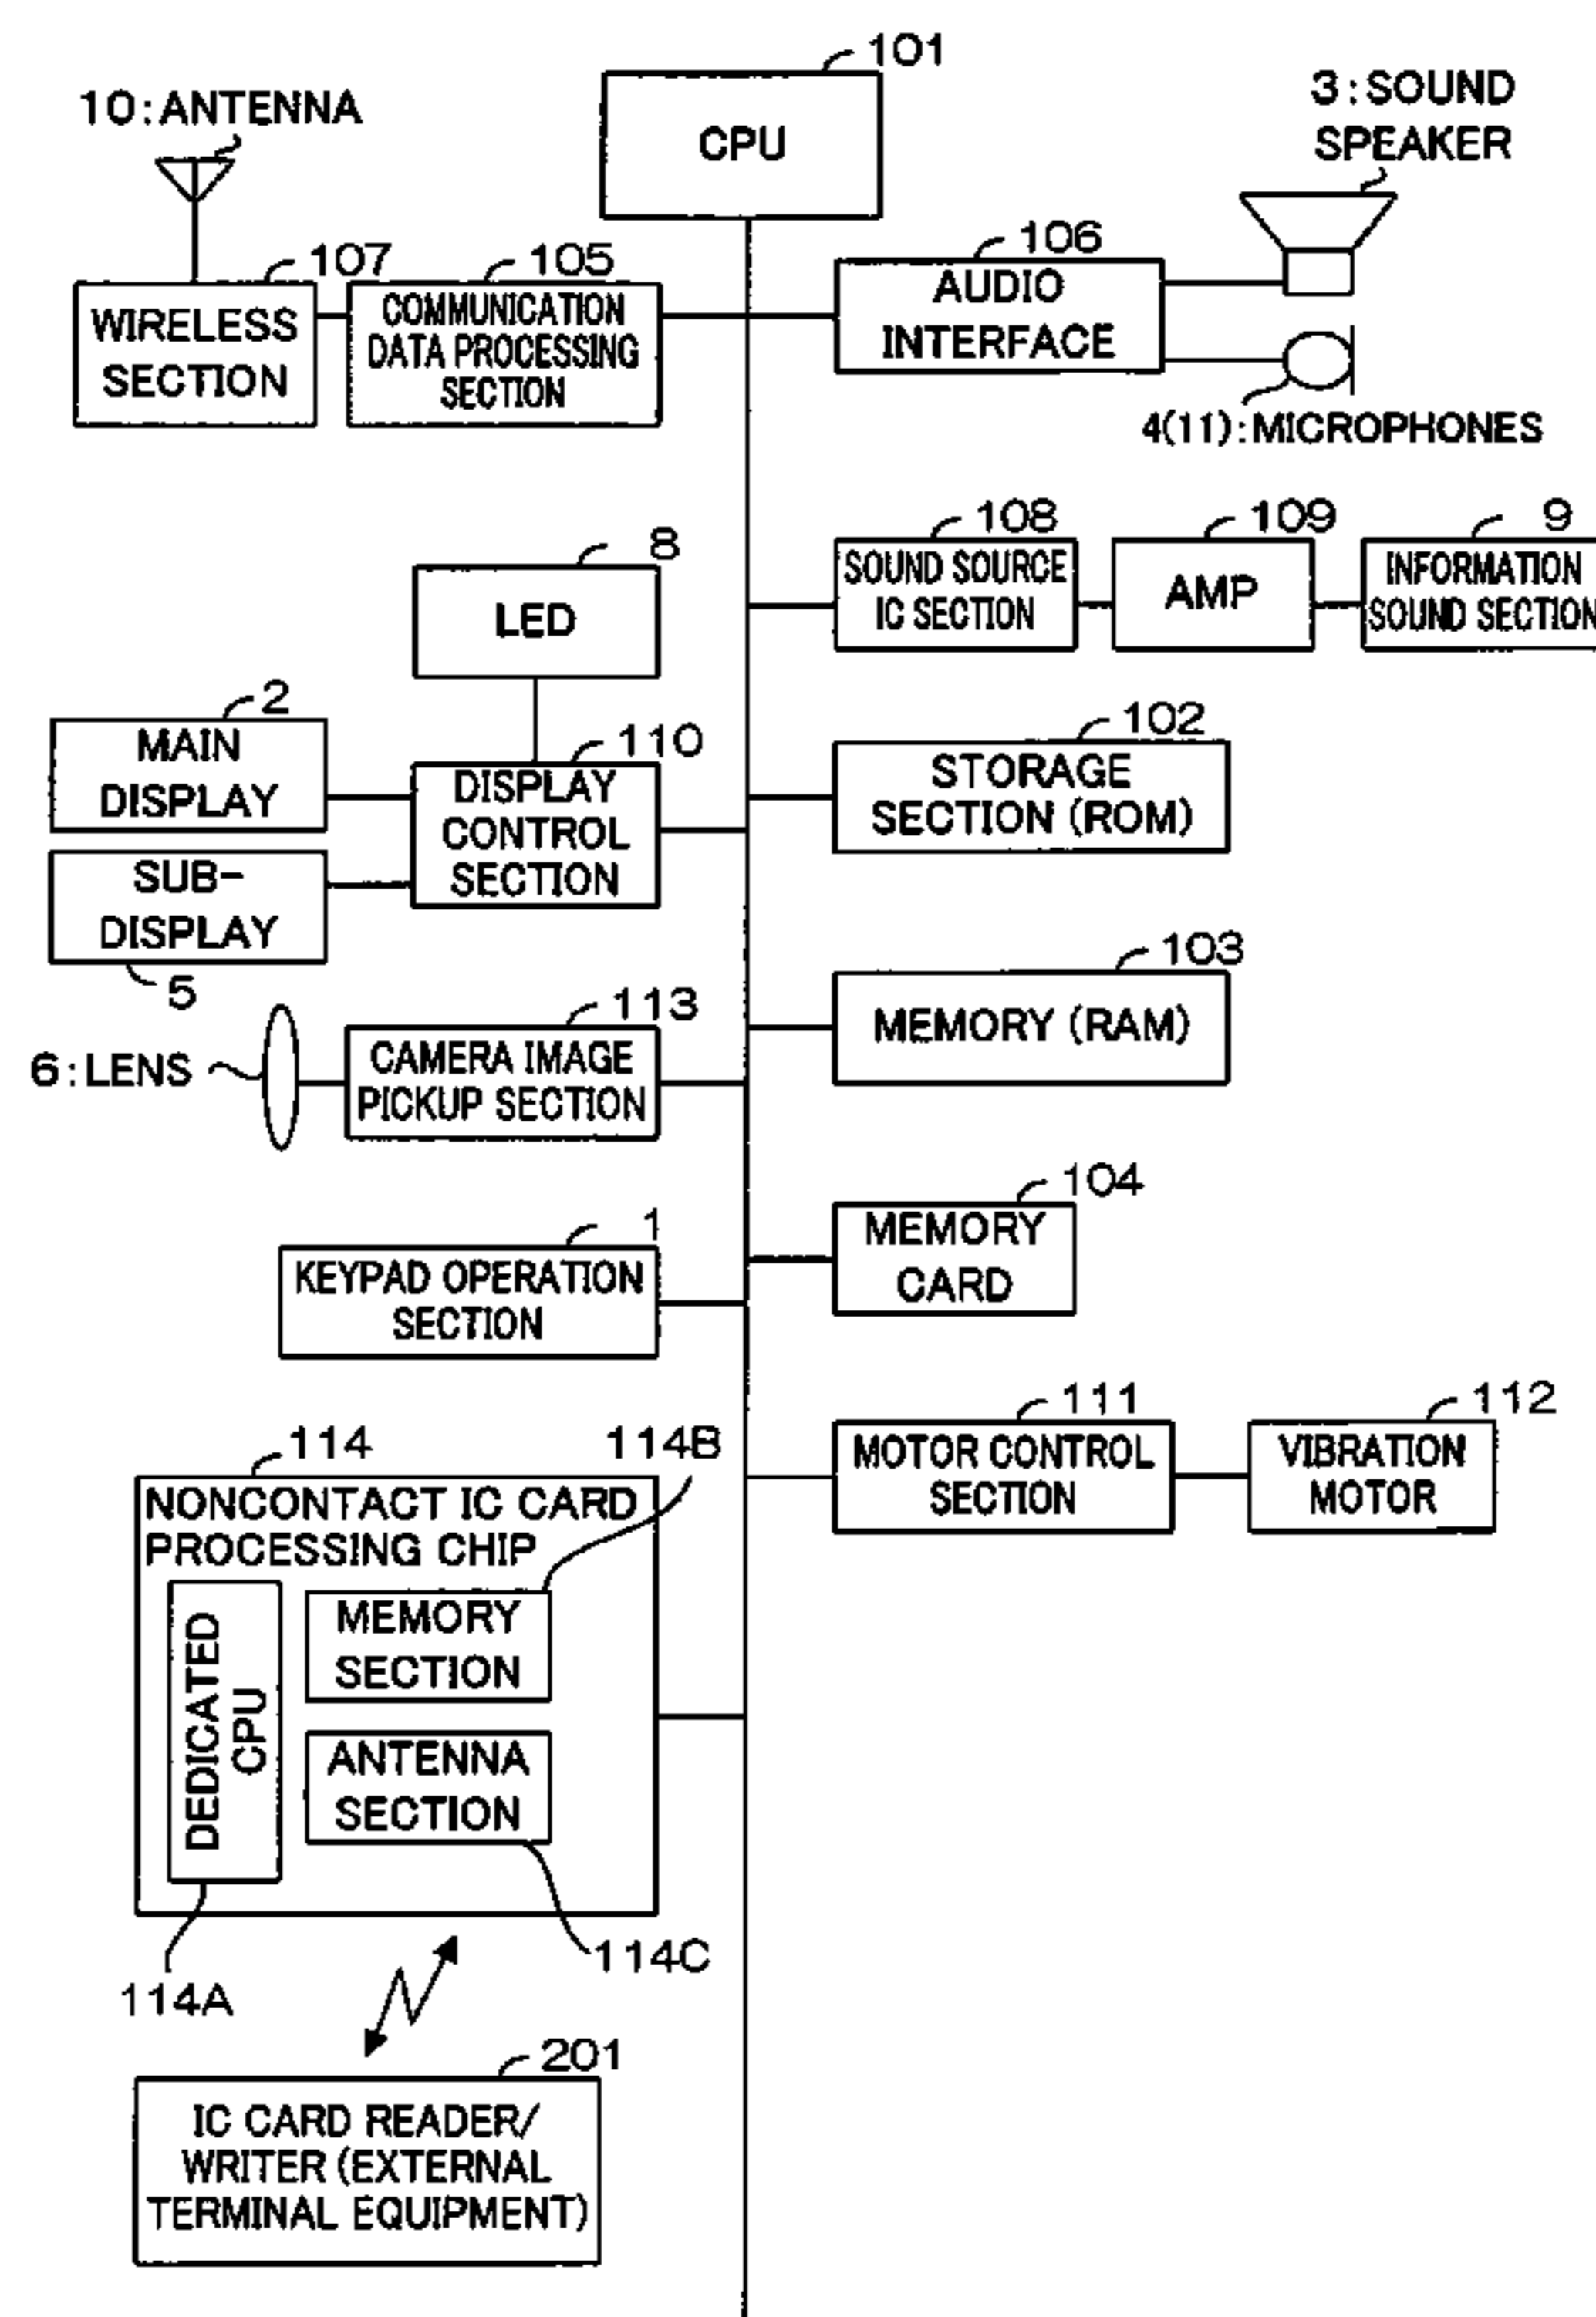 101
CPU
10:ANTENNA
3:SOUND
SPEAKER
107
WIRELESS
SECTION
105
COMMUNICATION
DATA PROCESSING
SECTION
106
AUDIO
INTERFACE
4(11):MICROPHONES
108
SOUND SOURCE
IC SECTION
109
AMP
9
INFORMATION
SOUND SECTION
8
LED
2
MAIN
DISPLAY
110
DISPLAY
CONTROL
SECTION
SUB-
DISPLAY
5
102
STORAGE
SECTION (ROM)
103
MEMORY (RAM)
6:LENS
113
CAMERA IMAGE
PICKUP SECTION
104
MEMORY
CARD
1
KEYPAD OPERATION
SECTION
111
MOTOR CONTROL
SECTION
112
VIBRATION
MOTOR
114
114B
NONCONTACT IC CARD
PROCESSING CHIP
DEDICATED
CPU
MEMORY
SECTION
ANTENNA
SECTION
114A
114C
201
IC CARD READER/
WRITER (EXTERNAL
TERMINAL EQUIPMENT)